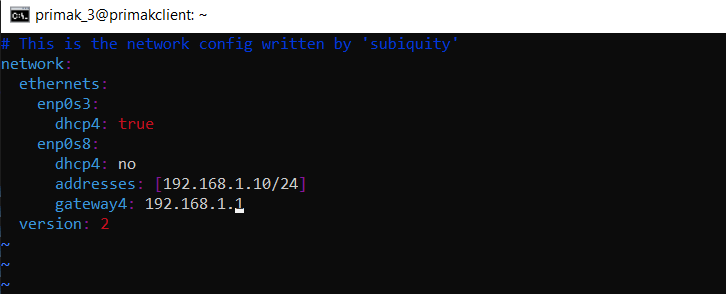 primak_3@primakclient: ~
# This is the network config written by 'subiquity'
network:
  ethernets:
    enp0s3:
      dhcp4: true
    enp0s8:
      dhcp4: no
      addresses: [192.168.1.10/24]
      gateway4: 192.168.1.1
  version: 2
~
~
~